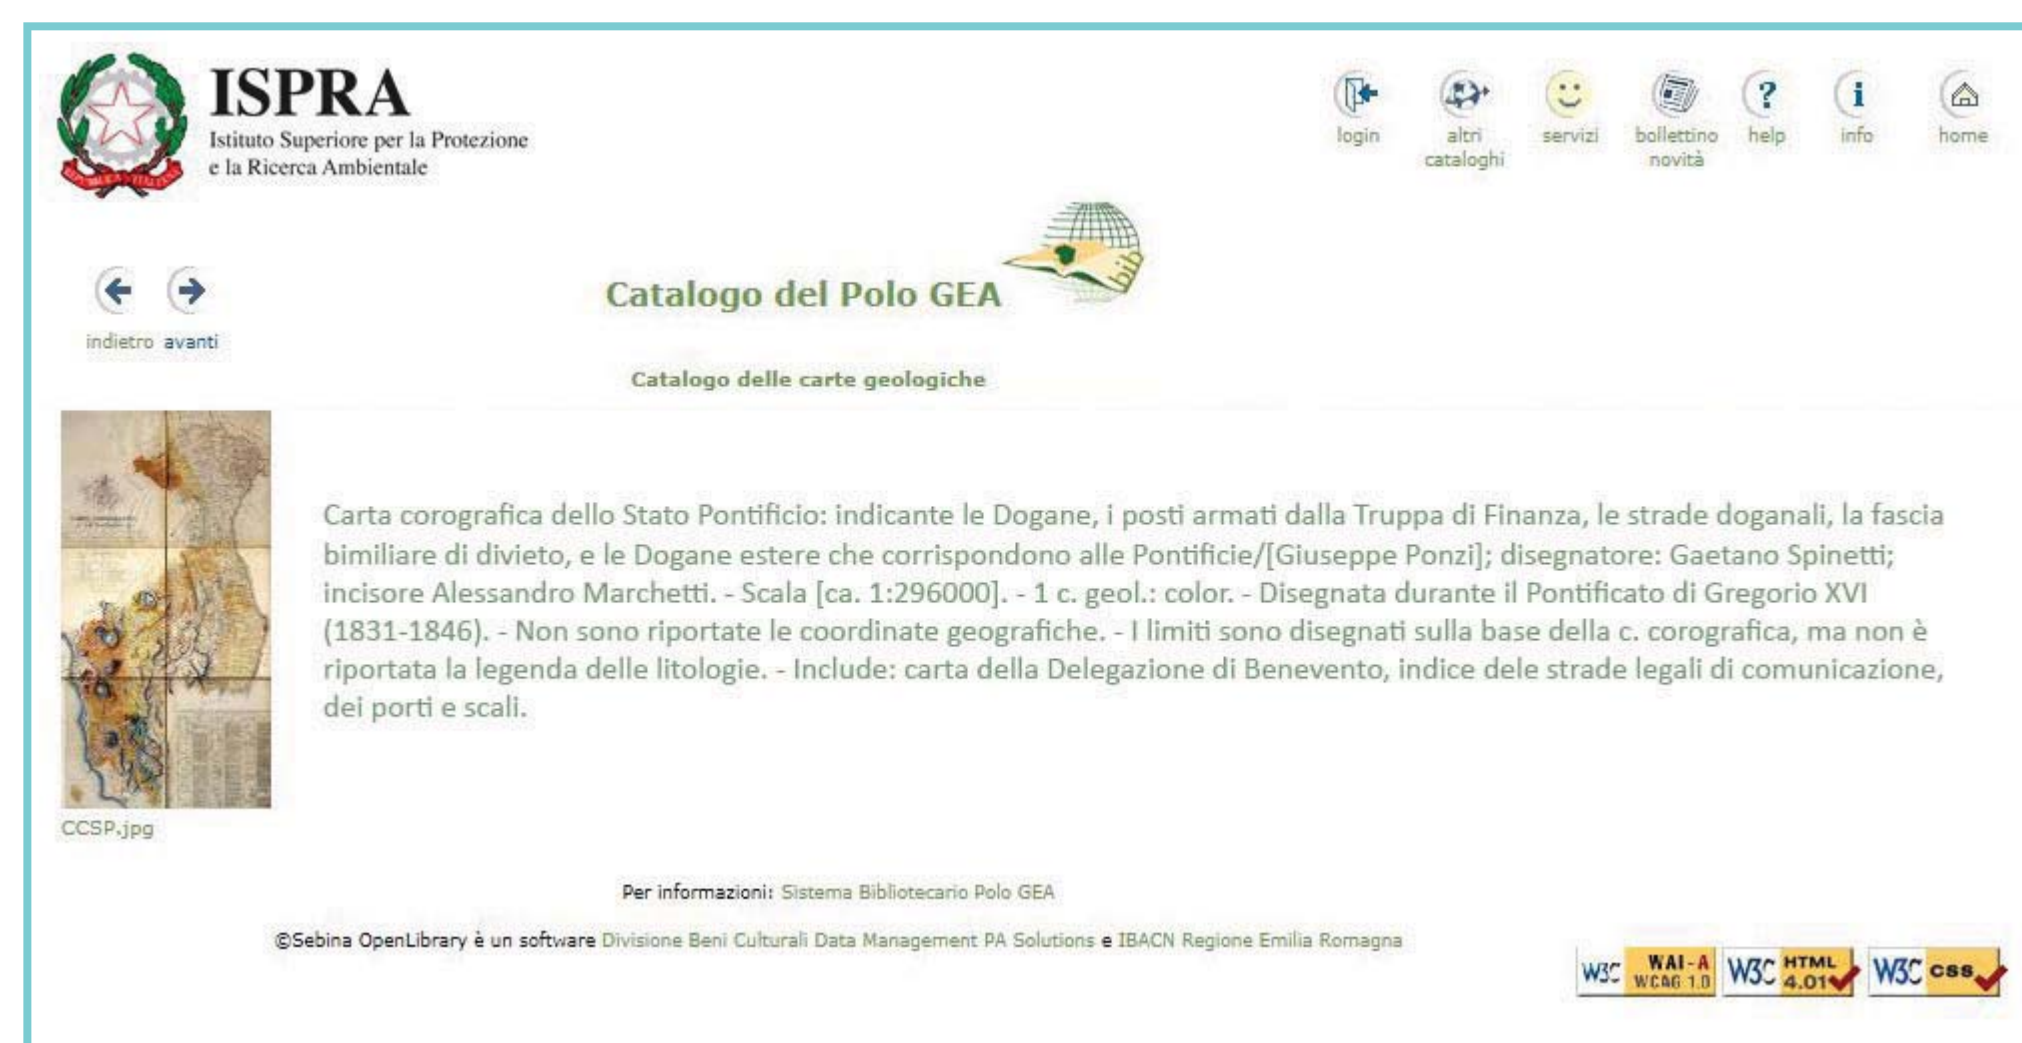 ISPRA
Istituto Superiore per la Protezione
e la Ricerca Ambientale
REPVBBLICA ITALIANA
login
altri
cataloghi
servizi
bollettino
novità
help
info
home
bib
indietro avanti
Catalogo del Polo GEA
Catalogo delle carte geologiche
Carta corografica dello Stato Pontificio: indicante le Dogane, i posti armati dalla Truppa di Finanza, le strade doganali, la fascia
bimiliare di divieto, e le Dogane estere che corrispondono alle Pontificie/[Giuseppe Ponzi]; disegnatore: Gaetano Spinetti;
incisore Alessandro Marchetti. - Scala [ca. 1:296000]. - 1 c. geol.: color. - Disegnata durante il Pontificato di Gregorio XVI
(1831-1846). - Non sono riportate le coordinate geografiche. - I limiti sono disegnati sulla base della c. corografica, ma non è
riportata la legenda delle litologie. - Include: carta della Delegazione di Benevento, indice dele strade legali di comunicazione,
dei porti e scali.
CCSP.jpg
Per informazioni: Sistema Bibliotecario Polo GEA
©Sebina OpenLibrary è un software Divisione Beni Culturali Data Management PA Solutions e IBACN Regione Emilia Romagna
W3C WAI-A WCAG 1.0
W3C HTML 4.01
W3C css